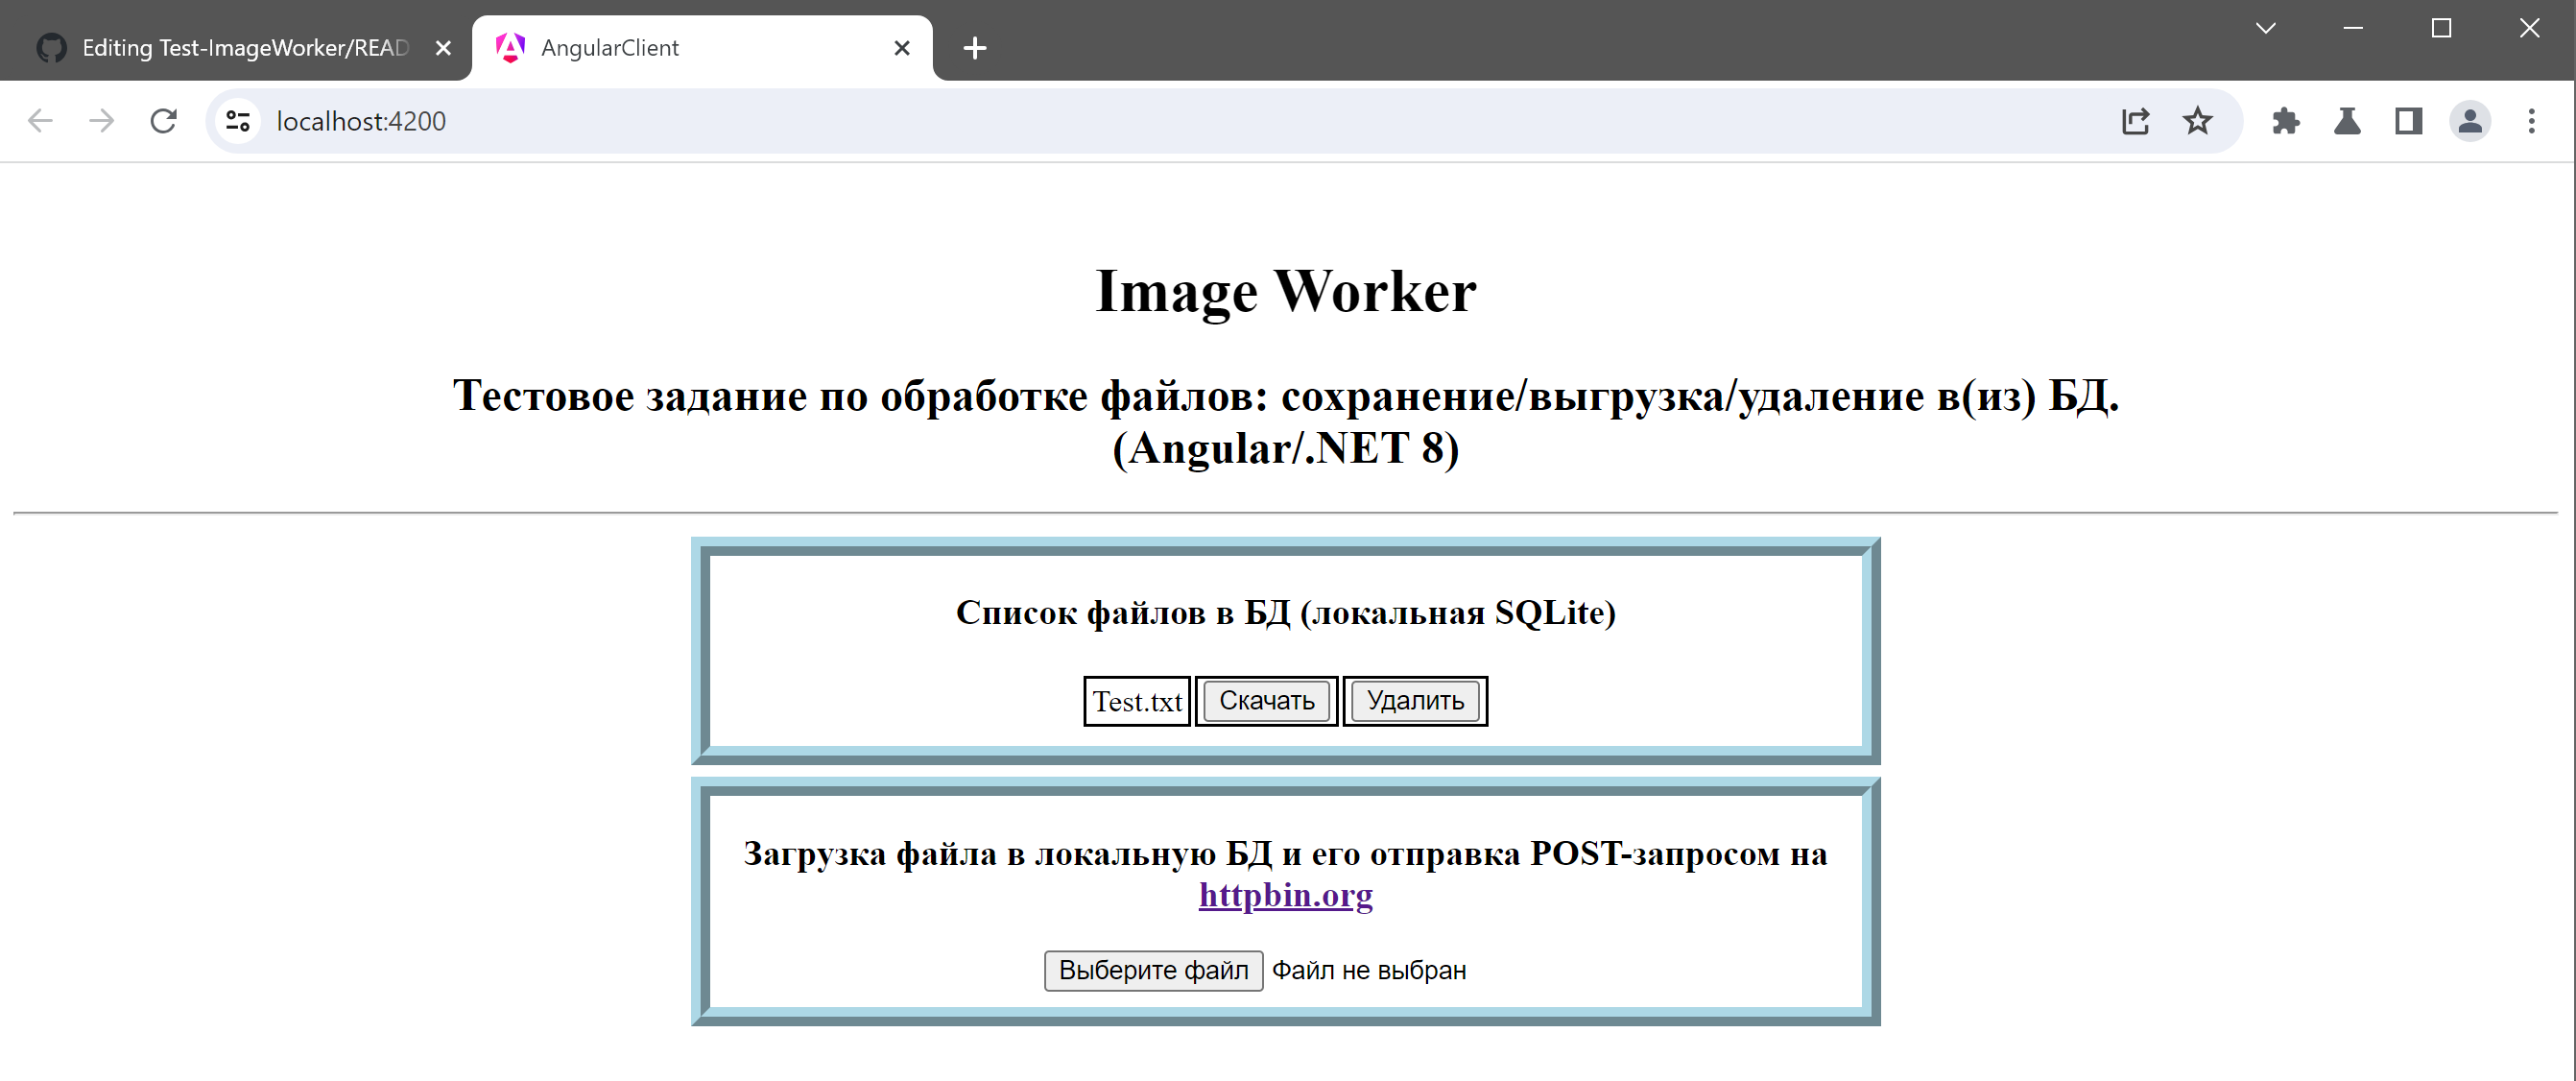 Editing Test-ImageWorker/READ
AngularClient
localhost:4200
Image Worker
Тестовое задание по обработке файлов: сохранение/выгрузка/удаление в(из) БД.
(Angular/.NET 8)
Список файлов в БД (локальная SQLite)
Test.txt Скачать Удалить
Загрузка файла в локальную БД и его отправка POST-запросом на
httpbin.org
Выберите файл Файл не выбран